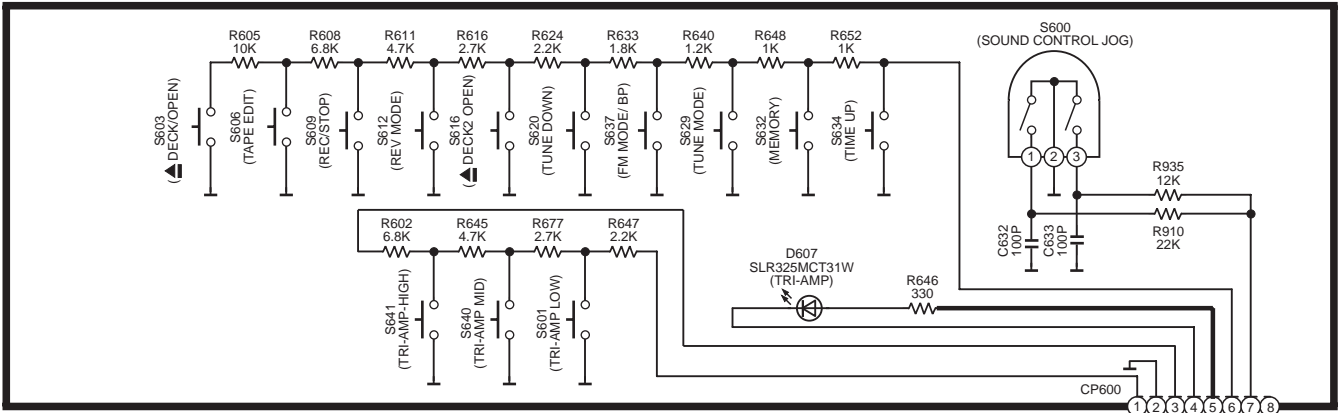 R605
10K
R608
6.8K
R611
4.7K
R616
2.7K
R624
2.2K
R633
1.8K
R640
1.2K
R648
1K
R652
1K
S600
(SOUND CONTROL JOG)
S603
( DECK/OPEN)
S606
(TAPE EDIT)
S609
(REC/STOP)
S612
(REV MODE)
S616
( DECK2 OPEN)
S620
(TUNE DOWN)
S637
(FM MODE/ BP)
S629
(TUNE MODE)
S632
(MEMORY)
S634
(TIME UP)
1
2
3
R935
12K
R910
22K
C632
100P
C633
100P
R602
6.8K
R645
4.7K
R677
2.7K
R647
2.2K
S641
(TRI-AMP-HIGH)
S640
(TRI-AMP MID)
S601
(TRI-AMP LOW)
D607
SLR325MCT31W
(TRI-AMP)
R646
330
CP600
1 2 3 4 5 6 7 8